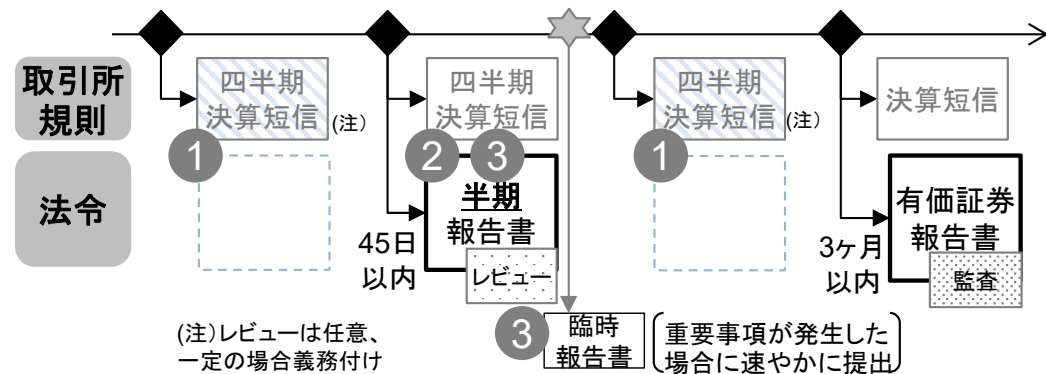 取引所
規則
四半期
決算短信
(注)
四半期
決算短信
四半期
決算短信
(注)
決算短信
1
2
3
1
法令
半期
報告書
レビュー
45日
以内
有価証券
報告書
監査
3ヶ月
以内
3
臨時
報告書
重要事項が発生した
場合に速やかに提出
(注)レビューは任意、
一定の場合義務付け